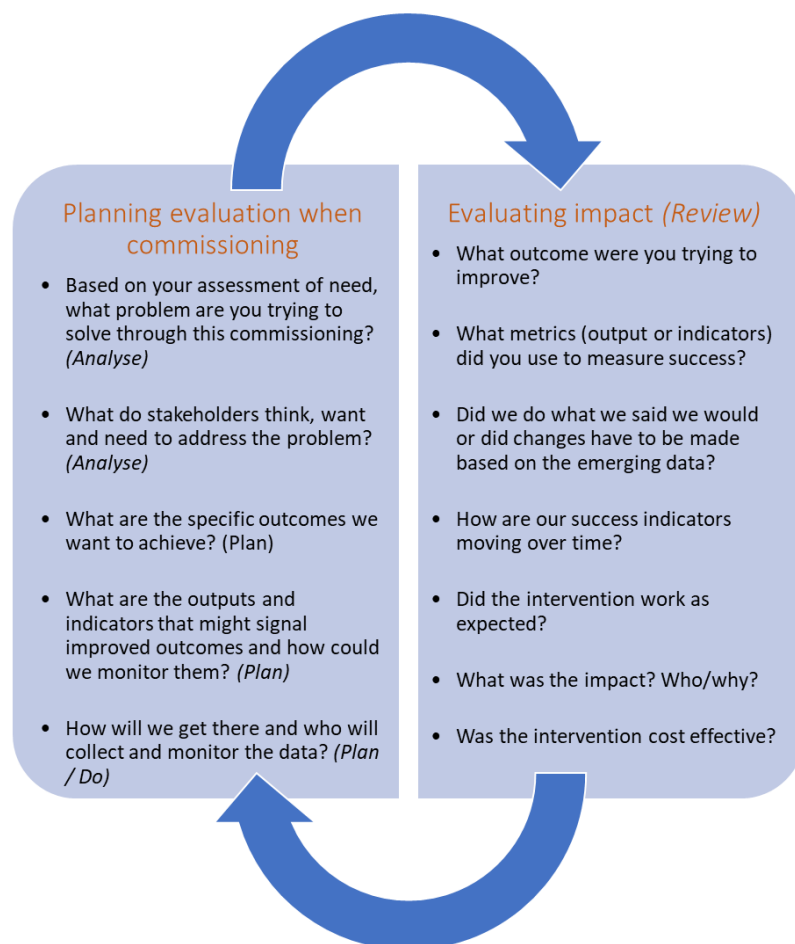 Planning evaluation when
commissioning
• Based on your assessment of need,
what problem are you trying to
solve through this commissioning?
(Analyse)
• What do stakeholders think, want
and need to address the problem?
(Analyse)
• What are the specific outcomes we
want to achieve? (Plan)
• What are the outputs and
indicators that might signal
improved outcomes and how could
we monitor them? (Plan)
• How will we get there and who will
collect and monitor the data? (Plan
/ Do)
Evaluating impact (Review)
• What outcome were you trying to
improve?
• What metrics (output or indicators)
did you use to measure success?
• Did we do what we said we would
or did changes have to be made
based on the emerging data?
• How are our success indicators
moving over time?
• Did the intervention work as
expected?
• What was the impact? Who/why?
• Was the intervention cost effective?